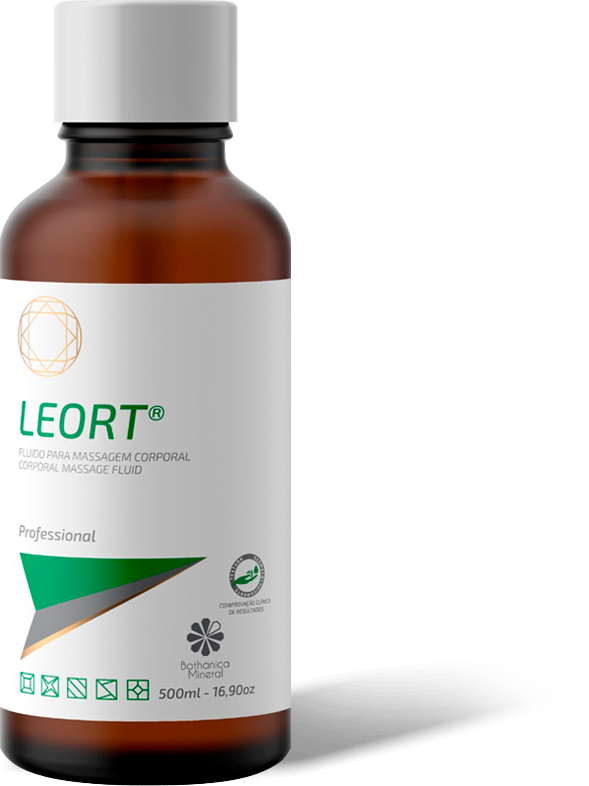 LEORT®
FLUIDO PARA MASSAGEM CORPORAL
CORPORAL MASSAGE FLUID
Professional
COMPROVAÇÃO CLÍNICA
DE RESULTADOS
Bothanica
Mineral
500ml - 16,90oz